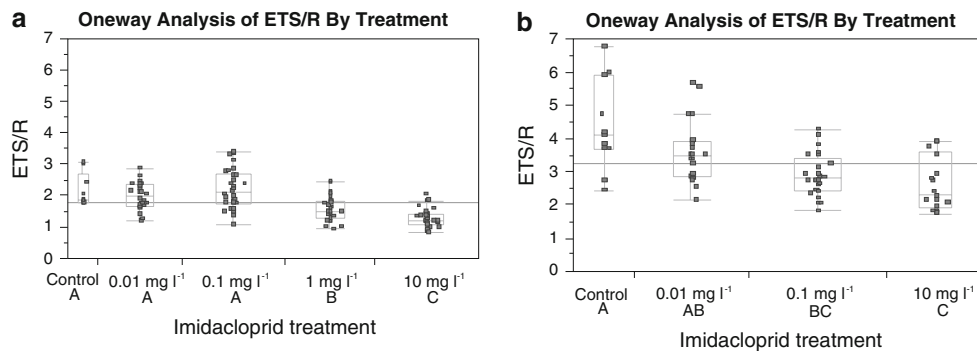 a
Oneway Analysis of ETS/R By Treatment
7
6
5
4
3
2
1
0
ETS/R
Control 0.01 mg l⁻¹ 0.1 mg l⁻¹ 1 mg l⁻¹ 10 mg l⁻¹
A A A B C
Imidacloprid treatment
b
Oneway Analysis of ETS/R By Treatment
7
6
5
4
3
2
1
0
ETS/R
Control 0.01 mg l⁻¹ 0.1 mg l⁻¹ 10 mg l⁻¹
A AB BC C
Imidacloprid treatment